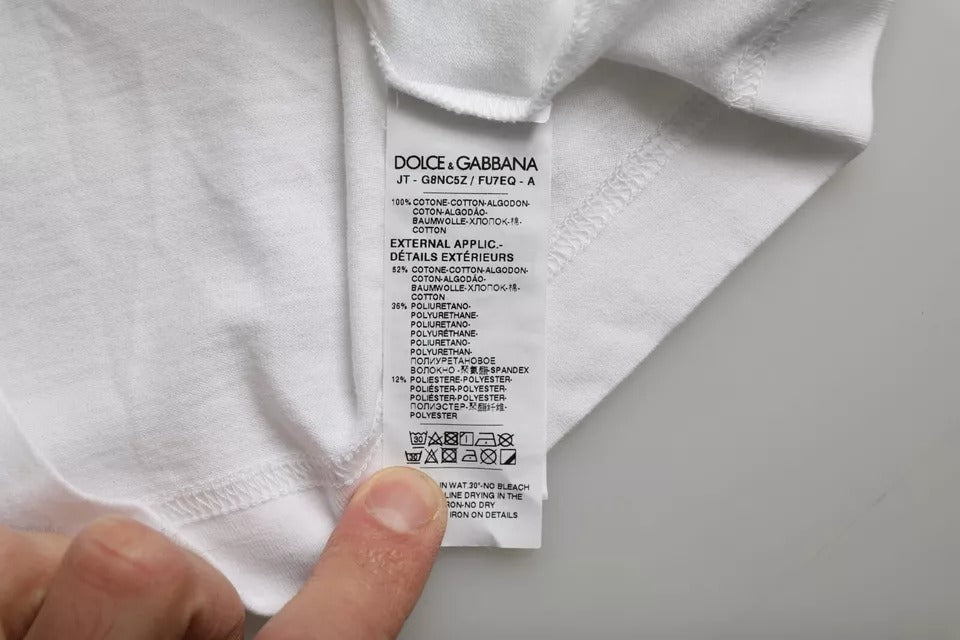 DOLCE & GABBANA
JT - G8NC5Z / FU7EQ - A
100% COTONE-COTTON-ALGODON-
COTON-ALGODÃO-
BAUMWOLLE-ХЛОПОК-棉-
COTTON
EXTERNAL APPLIC.-
DÉTAILS EXTÉRIEURS
52% COTONE-COTTON-ALGODON-
COTON-ALGODÃO-
BAUMWOLLE-ХЛОПОК-棉-
COTTON
36% POLIURETANO-
POLYURETHANE-
POLIURETANO-
POLYURÉTHANE-
POLIURETANO-
POLYURETHAN-
ПОЛИУРЕТАНОВОЕ
ВОЛОКНО-聚氨酯-SPANDEX
12% POLIESTERE-POLYESTER-
POLIÉSTER-POLYESTER-
POLIÉSTER-POLYESTER-
ПОЛИЭСТЕР-聚酯纤维-
POLYESTER
30
30
IN WAT.30°-NO BLEACH
LINE DRYING IN THE
RON-NO DRY
IRON ON DETAILS